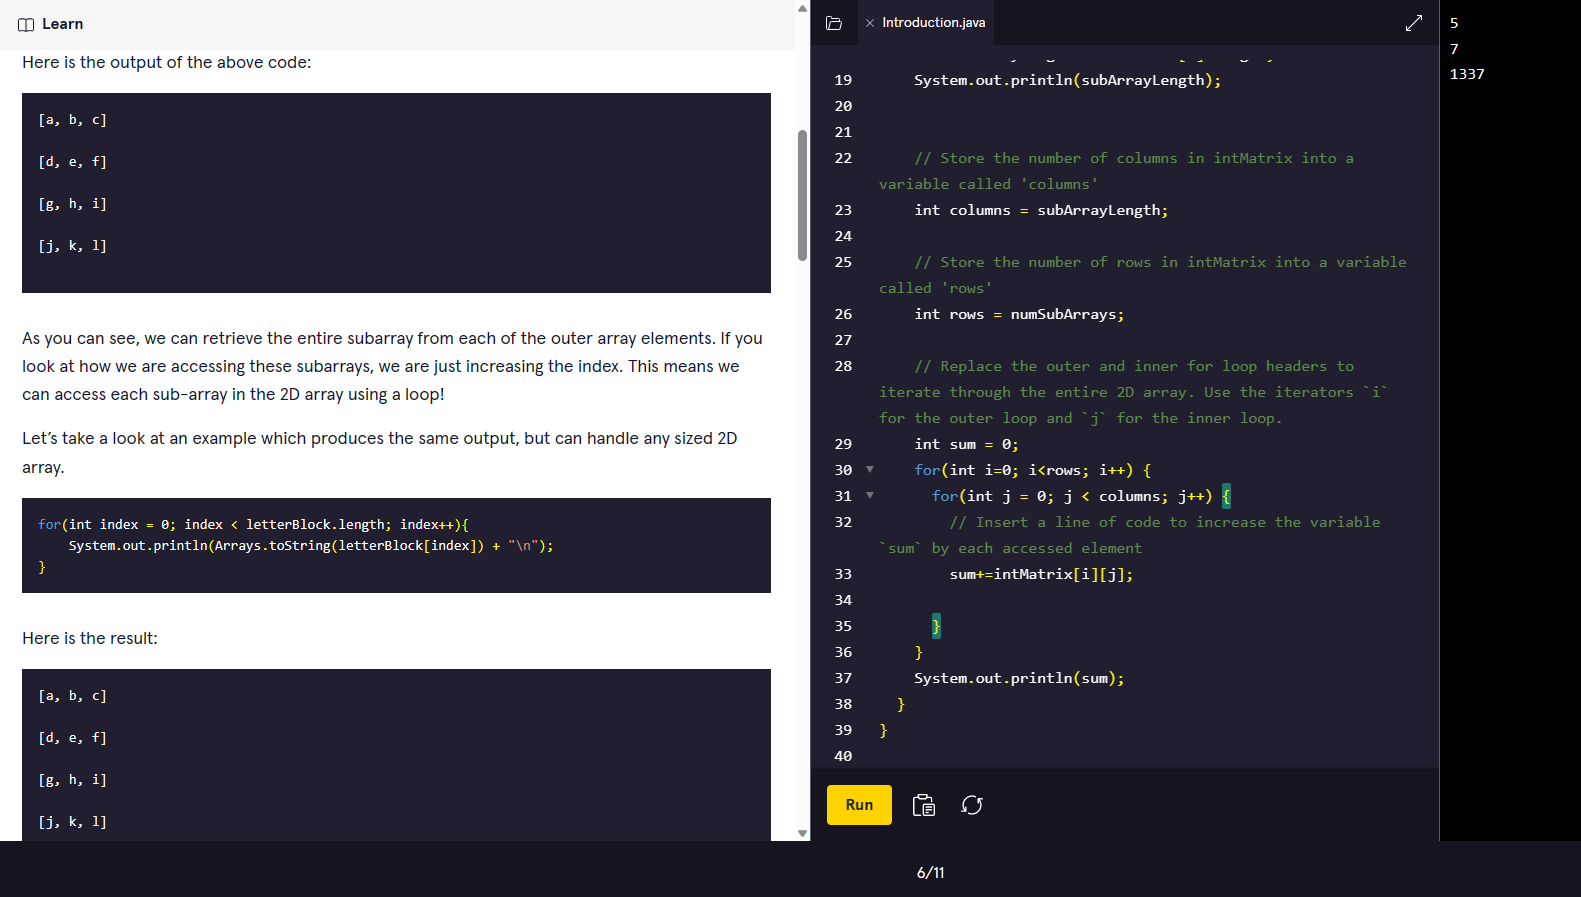 Learn
Here is the output of the above code:
[a, b, c]
[d, e, f]
[g, h, i]
[j, k, l]
As you can see, we can retrieve the entire subarray from each of the outer array elements. If you
look at how we are accessing these subarrays, we are just increasing the index. This means we
can access each sub-array in the 2D array using a loop!
Let’s take a look at an example which produces the same output, but can handle any sized 2D
array.
for(int index = 0; index < letterBlock.length; index++){
    System.out.println(Arrays.toString(letterBlock[index]) + "\n");
}
Here is the result:
[a, b, c]
[d, e, f]
[g, h, i]
[j, k, l]
Introduction.java
19 System.out.println(subArrayLength);
20
21
22 // Store the number of columns in intMatrix into a
variable called 'columns'
23 int columns = subArrayLength;
24
25 // Store the number of rows in intMatrix into a variable
called 'rows'
26 int rows = numSubArrays;
27
28 // Replace the outer and inner for loop headers to
iterate through the entire 2D array. Use the iterators `i`
for the outer loop and `j` for the inner loop.
29 int sum = 0;
30 for(int i=0; i<rows; i++) {
31 for(int j = 0; j < columns; j++) {
32 // Insert a line of code to increase the variable
`sum` by each accessed element
33 sum+=intMatrix[i][j];
34
35 }
36 }
37 System.out.println(sum);
38 }
39 }
40
Run
5
7
1337
6/11